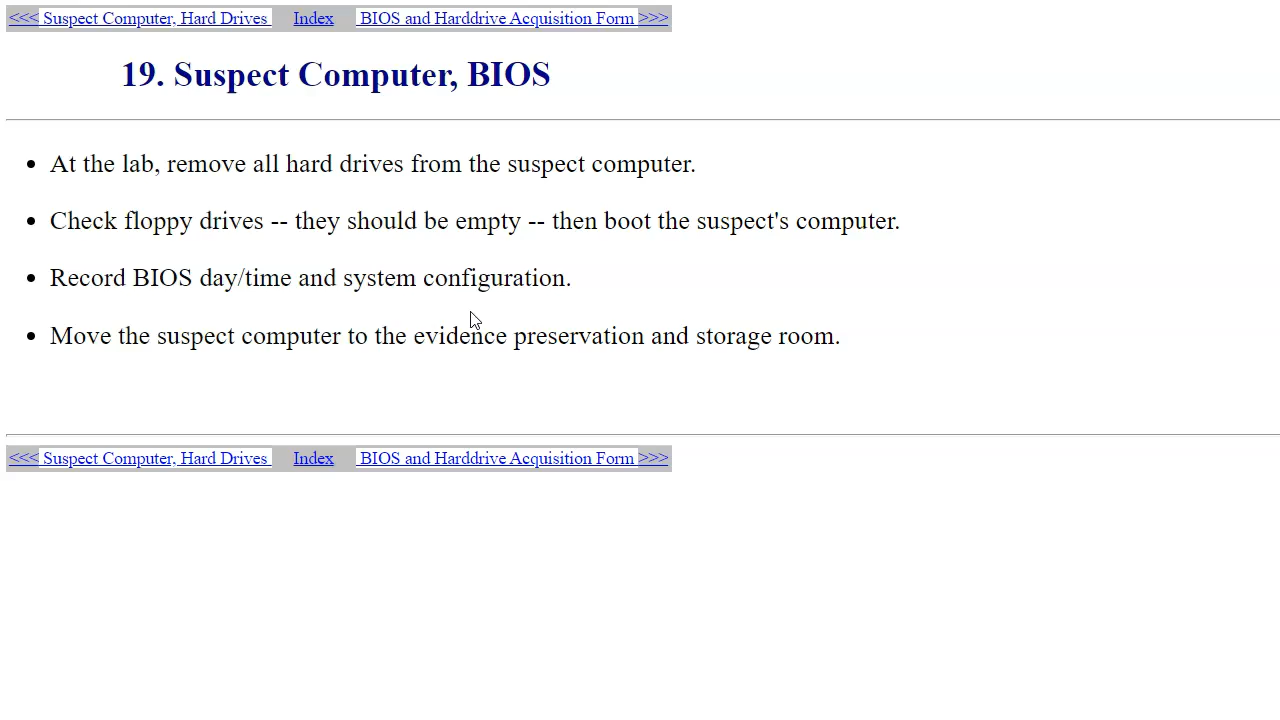 <<< Suspect Computer, Hard Drives Index BIOS and Harddrive Acquisition Form >>>
19. Suspect Computer, BIOS
• At the lab, remove all hard drives from the suspect computer.
• Check floppy drives -- they should be empty -- then boot the suspect's computer.
• Record BIOS day/time and system configuration.
• Move the suspect computer to the evidence preservation and storage room.
<<< Suspect Computer, Hard Drives Index BIOS and Harddrive Acquisition Form >>>